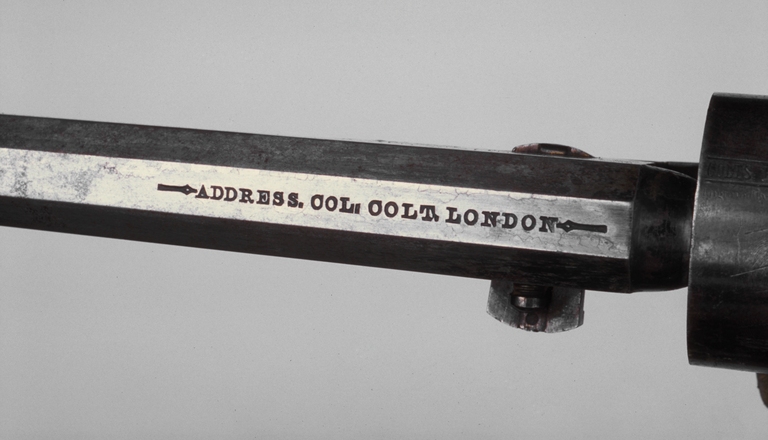 ADDRESS. COL: COLT. LONDON